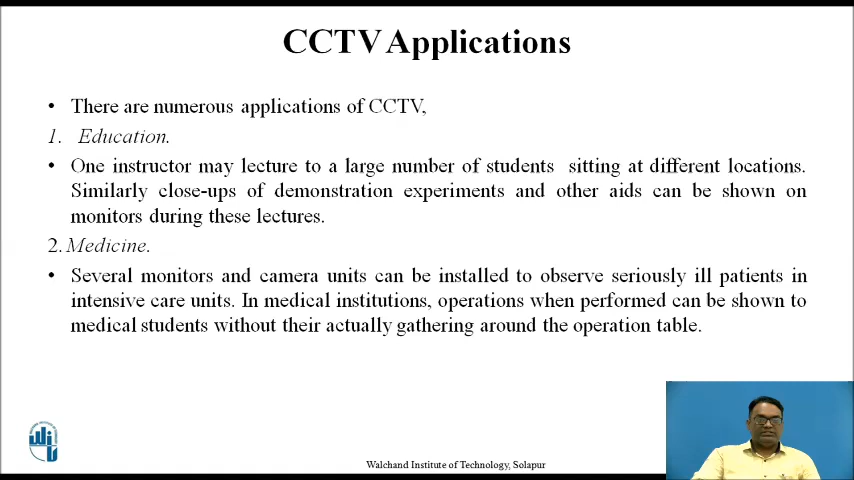 CCTV Applications
• There are numerous applications of CCTV,
1. Education.
• One instructor may lecture to a large number of students sitting at different locations.
Similarly close-ups of demonstration experiments and other aids can be shown on
monitors during these lectures.
2. Medicine.
• Several monitors and camera units can be installed to observe seriously ill patients in
intensive care units. In medical institutions, operations when performed can be shown to
medical students without their actually gathering around the operation table.
Walchand Institute of Technology, Solapur